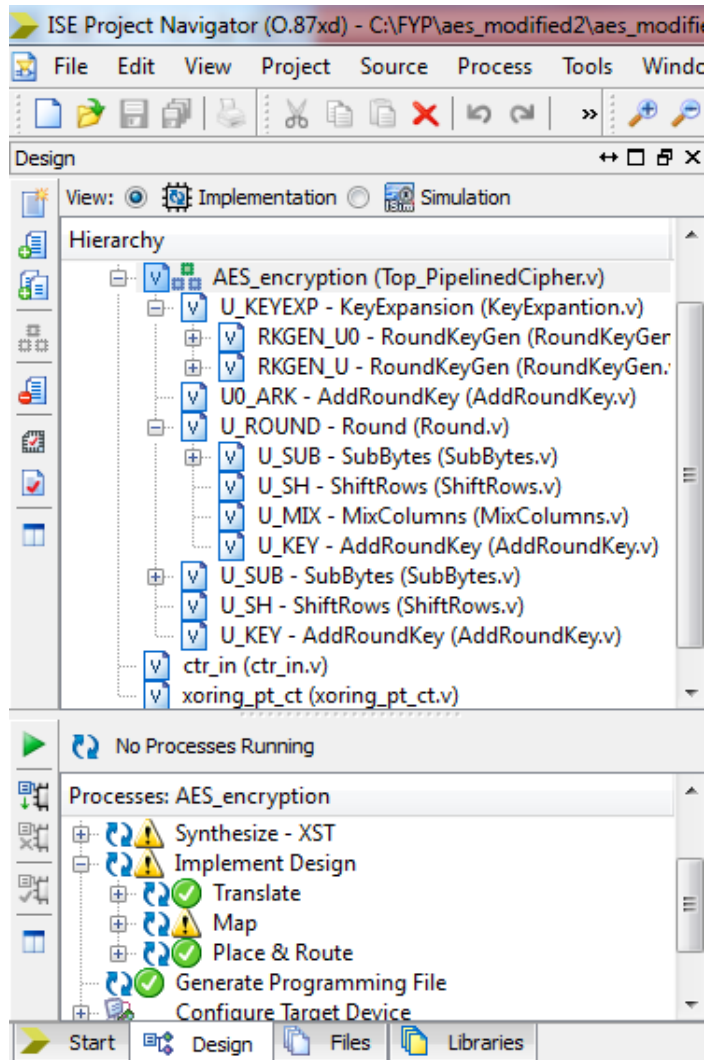 ISE Project Navigator (O.87xd) - C:\FYP\aes_modified2\aes_modifie
File Edit View Project Source Process Tools Windo
»
Design
View: Implementation Simulation
Hierarchy
AES_encryption (Top_PipelinedCipher.v)
U_KEYEXP - KeyExpansion (KeyExpantion.v)
RKGEN_U0 - RoundKeyGen (RoundKeyGer
RKGEN_U - RoundKeyGen (RoundKeyGen.
U0_ARK - AddRoundKey (AddRoundKey.v)
U_ROUND - Round (Round.v)
U_SUB - SubBytes (SubBytes.v)
U_SH - ShiftRows (ShiftRows.v)
U_MIX - MixColumns (MixColumns.v)
U_KEY - AddRoundKey (AddRoundKey.v)
U_SUB - SubBytes (SubBytes.v)
U_SH - ShiftRows (ShiftRows.v)
U_KEY - AddRoundKey (AddRoundKey.v)
ctr_in (ctr_in.v)
xoring_pt_ct (xoring_pt_ct.v)
No Processes Running
Processes: AES_encryption
Synthesize - XST
Implement Design
Translate
Map
Place & Route
Generate Programming File
Configure Target Device
Start Design Files Libraries